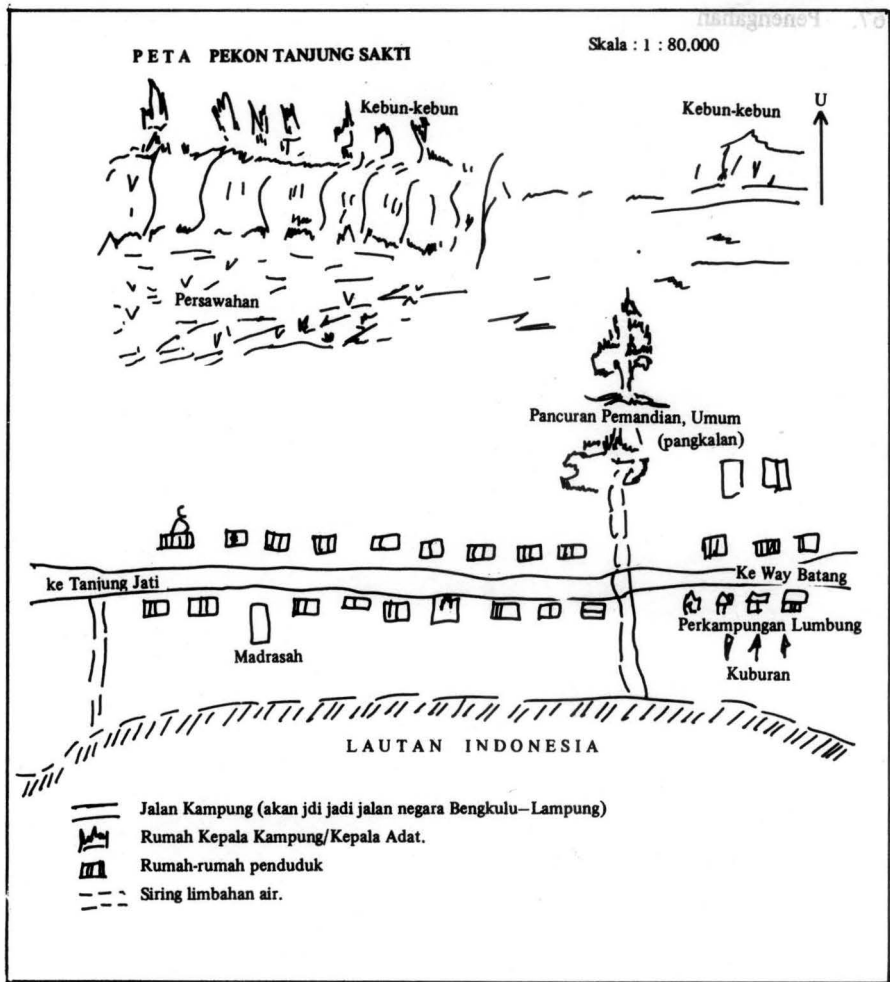 67. Penengahan
PETA PEKON TANJUNG SAKTI
Skala : 1 : 80.000
Kebun-kebun
Kebun-kebun
U
Persawahan
Pancuran Pemandian, Umum
(pangkalan)
ke Tanjung Jati
Ke Way Batang
Perkampungan Lumbung
Madrasah
Kuburan
LAUTAN INDONESIA
Jalan Kampung (akan jdi jadi jalan negara Bengkulu—Lampung)
Rumah Kepala Kampung/Kepala Adat.
Rumah-rumah penduduk
Siring limbahan air.